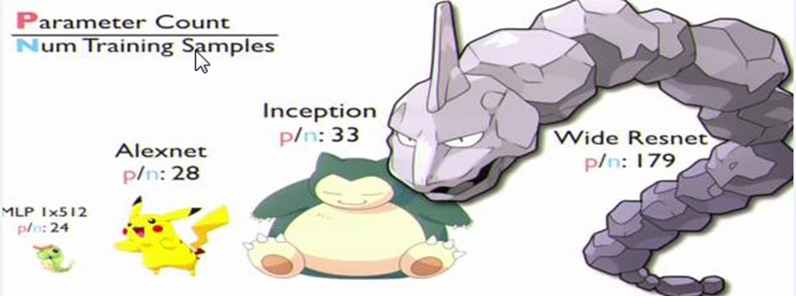 Parameter Count
Num Training Samples
Inception
p/n: 33
Wide Resnet
p/n: 179
Alexnet
p/n: 28
MLP 1x512
p/n: 24